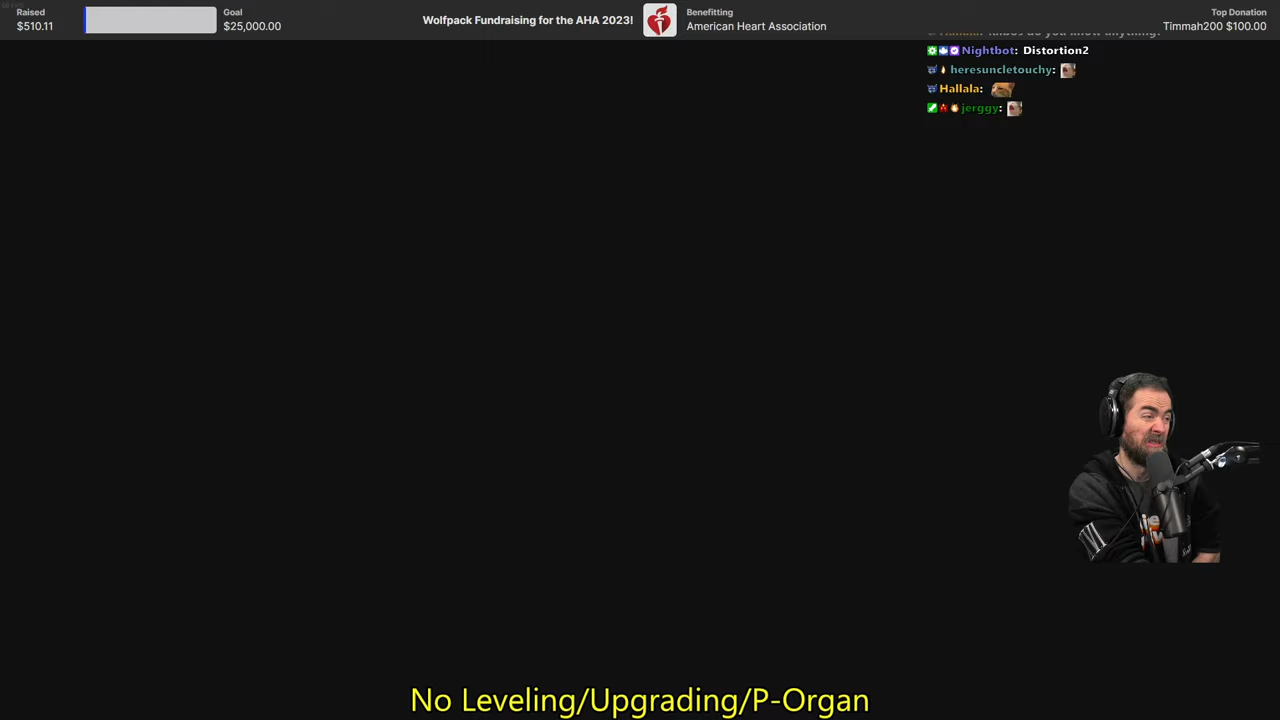 Raised
$510.11
Goal
$25,000.00
Wolfpack Fundraising for the AHA 2023!
Benefitting
American Heart Association
Top Donation
Timmah200 $100.00
Nightbot: Distortion2
heresuncletouchy:
Hallala:
jerggy:
No Leveling/Upgrading/P-Organ